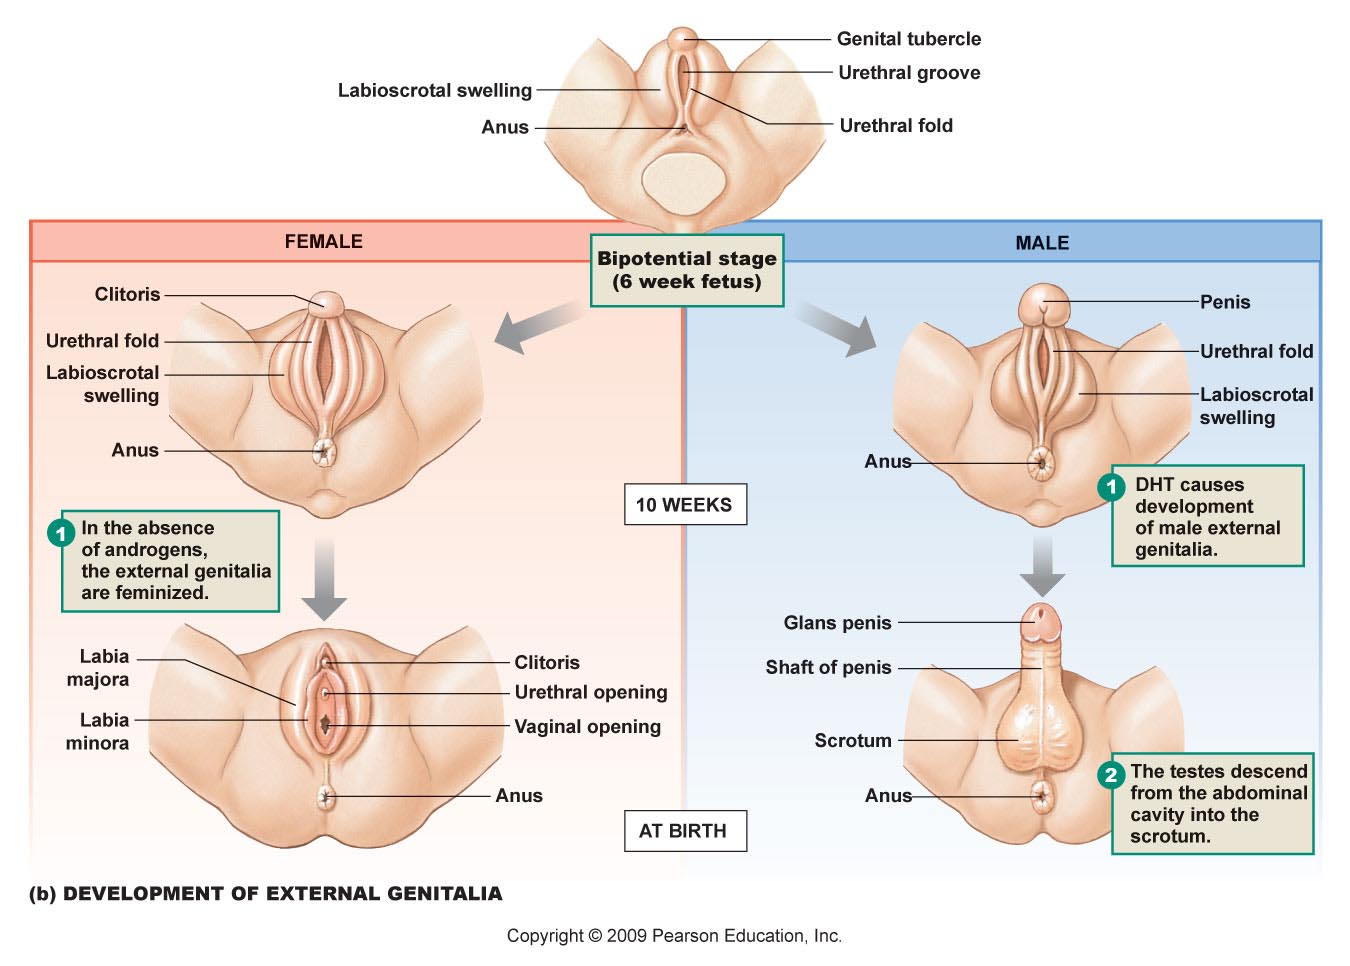 Genital tubercle
Urethral groove
Labioscrotal swelling
Anus
Urethral fold
FEMALE
MALE
Bipotential stage
(6 week fetus)
Clitoris
Urethral fold
Labioscrotal
swelling
Anus
Penis
Urethral fold
Labioscrotal
swelling
Anus
10 WEEKS
1 In the absence
of androgens,
the external genitalia
are feminized.
1 DHT causes
development
of male external
genitalia.
Labia
majora
Labia
minora
Clitoris
Urethral opening
Vaginal opening
Anus
Glans penis
Shaft of penis
Scrotum
Anus
2 The testes descend
from the abdominal
cavity into the
scrotum.
AT BIRTH
(b) DEVELOPMENT OF EXTERNAL GENITALIA
Copyright © 2009 Pearson Education, Inc.